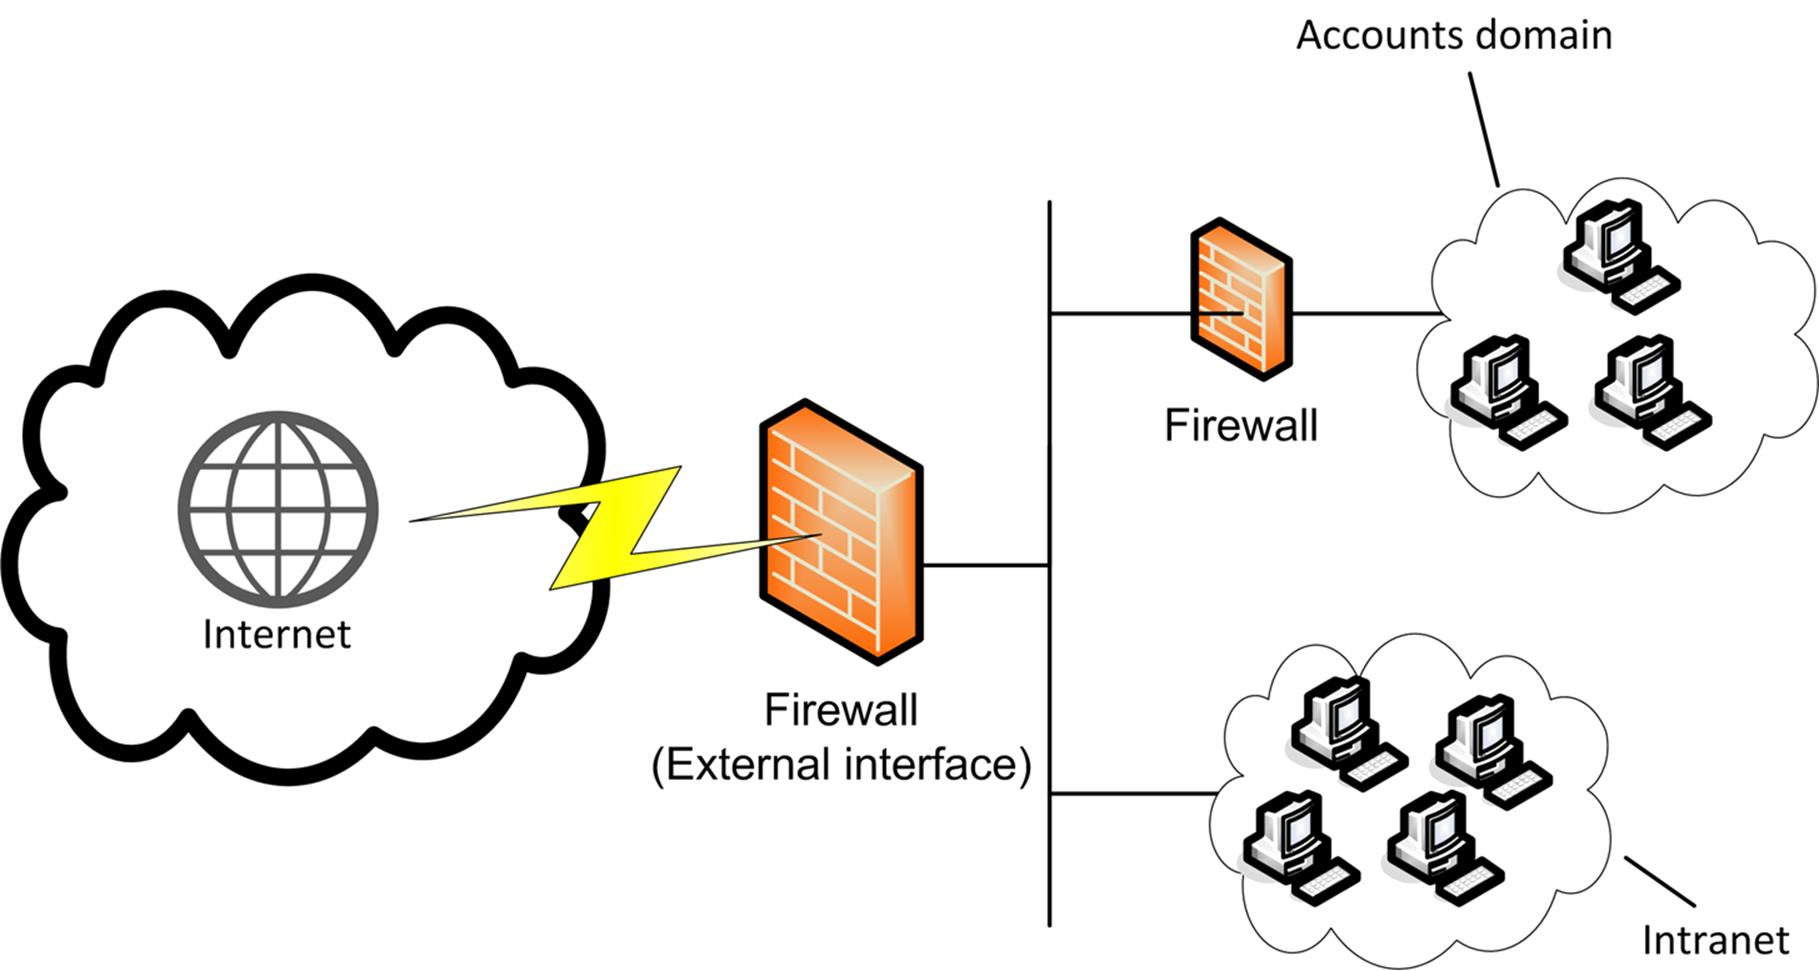 Accounts domain
Firewall
Internet
Firewall
(External interface)
Intranet